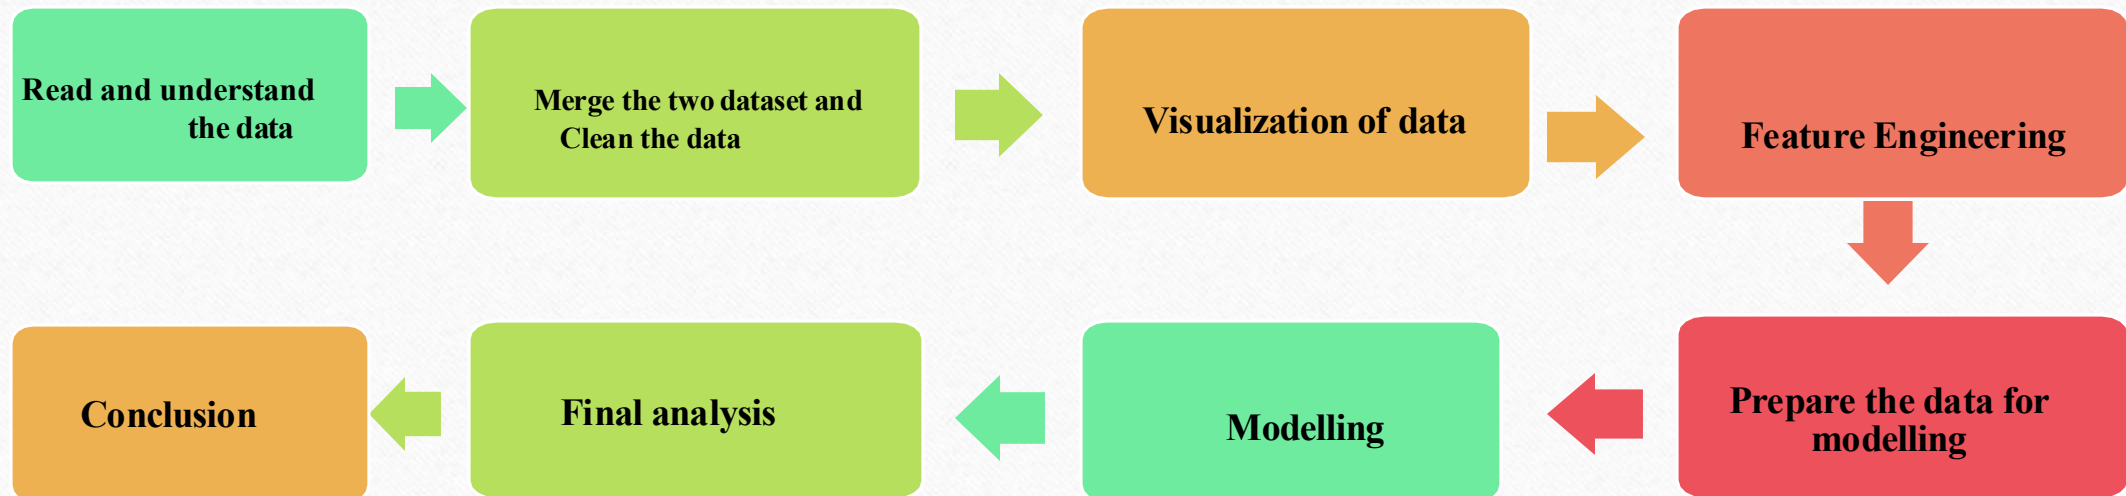 Read and understand
the data
Merge the two dataset and
Clean the data
Visualization of data
Feature Engineering
Prepare the data for
modelling
Modelling
Final analysis
Conclusion